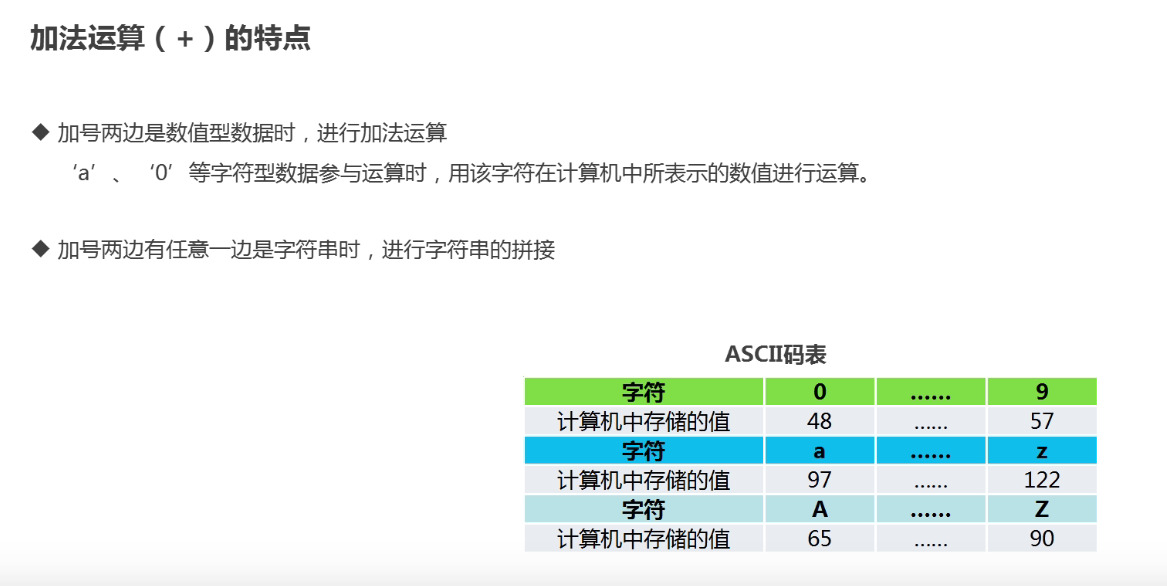 加法运算（+）的特点
◆ 加号两边是数值型数据时，进行加法运算
‘a’、‘0’等字符型数据参与运算时，用该字符在计算机中所表示的数值进行运算。
◆ 加号两边有任意一边是字符串时，进行字符串的拼接
ASCII码表
字符 0 …… 9
计算机中存储的值 48 …… 57
字符 a …… z
计算机中存储的值 97 …… 122
字符 A …… Z
计算机中存储的值 65 …… 90